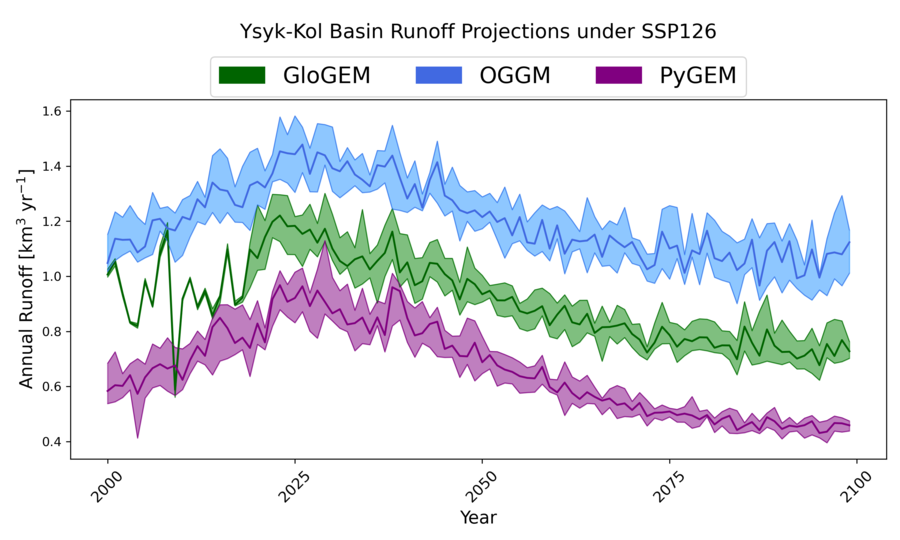 Ysyk-Kol Basin Runoff Projections under SSP126
GloGEM OGGM PyGEM
Annual Runoff [km³ yr⁻¹]
1.6
1.4
1.2
1.0
0.8
0.6
0.4
2000 2025 2050 2075 2100
Year